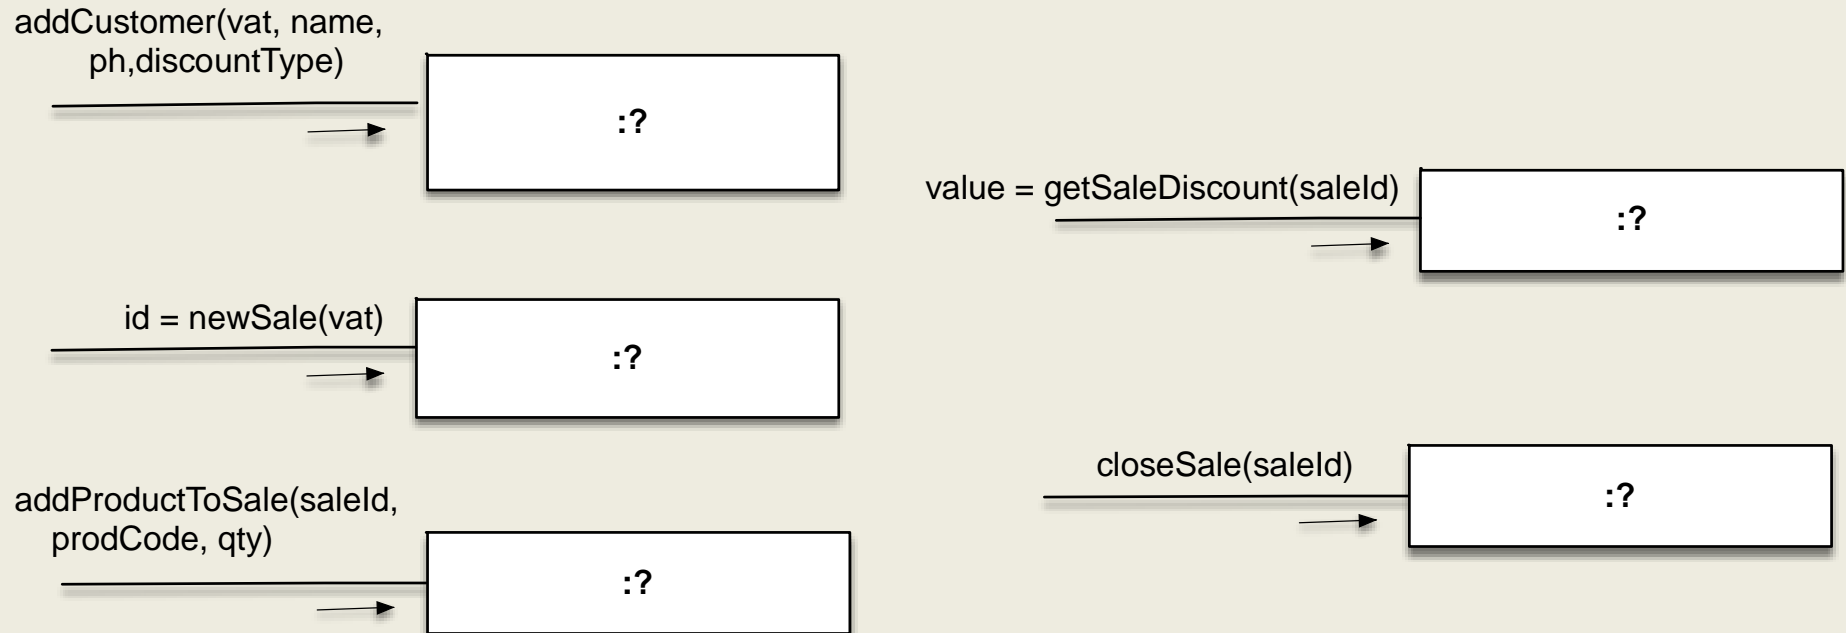 addCustomer(vat, name,
ph,discountType)
:?
id = newSale(vat)
:?
addProductToSale(saleId,
prodCode, qty)
:?
value = getSaleDiscount(saleId)
:?
closeSale(saleId)
:?